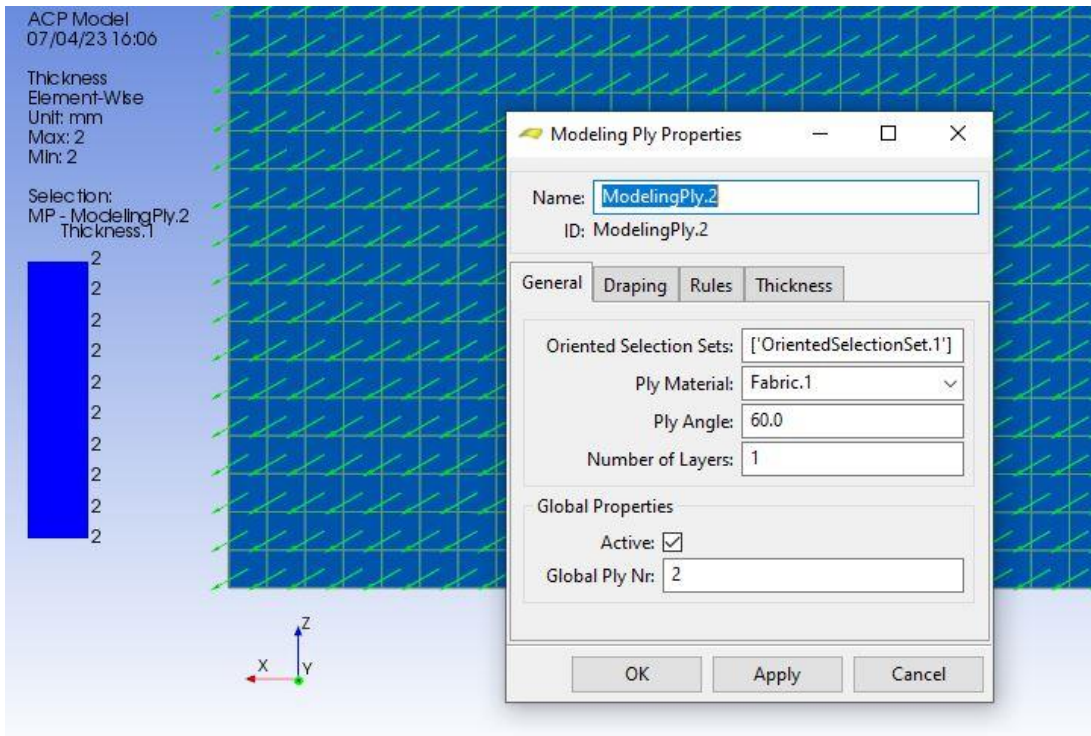 ACP Model
07/04/23 16:06
Thickness
Element-Wise
Unit: mm
Max: 2
Min: 2
Selection:
MP - ModelingPly.2
Thickness.1
2
2
2
2
2
2
2
2
2
2
Z
X
Y
Modeling Ply Properties
Name: ModelingPly.2
ID: ModelingPly.2
General Draping Rules Thickness
Oriented Selection Sets: ['OrientedSelectionSet.1']
Ply Material: Fabric.1
Ply Angle: 60.0
Number of Layers: 1
Global Properties
Active:
Global Ply Nr: 2
OK Apply Cancel